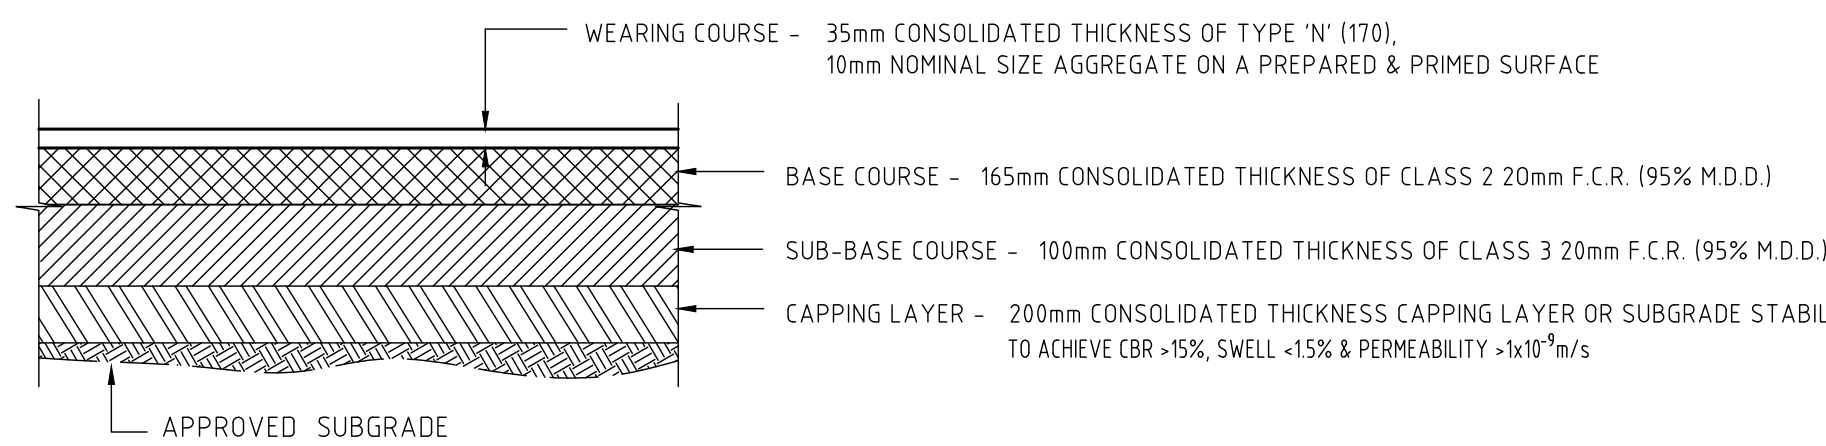 WEARING COURSE - 35mm CONSOLIDATED THICKNESS OF TYPE 'N' (170),
10mm NOMINAL SIZE AGGREGATE ON A PREPARED & PRIMED SURFACE
BASE COURSE - 165mm CONSOLIDATED THICKNESS OF CLASS 2 20mm F.C.R. (95% M.D.D.)
SUB-BASE COURSE - 100mm CONSOLIDATED THICKNESS OF CLASS 3 20mm F.C.R. (95% M.D.D.)
CAPPING LAYER - 200mm CONSOLIDATED THICKNESS CAPPING LAYER OR SUBGRADE STABIL
TO ACHIEVE CBR >15%, SWELL <1.5% & PERMEABILITY >1x10⁻⁹m/s
APPROVED SUBGRADE